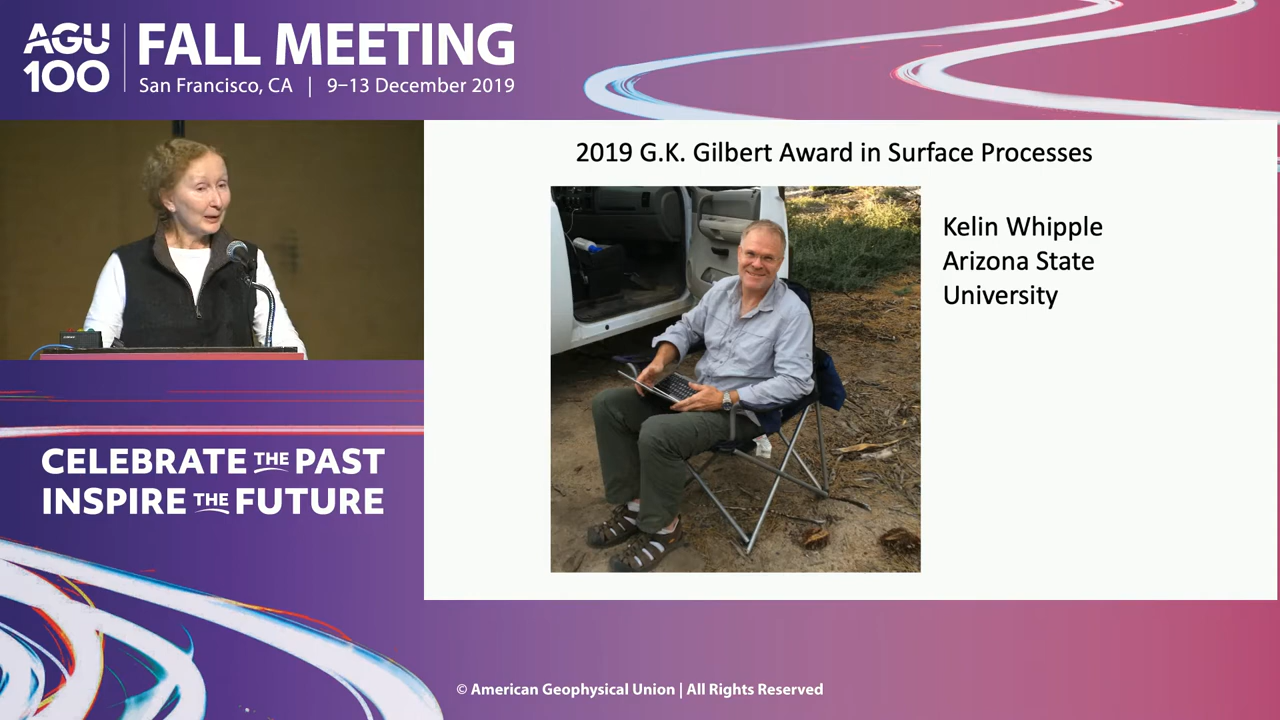 AGU
100
FALL MEETING
San Francisco, CA | 9–13 December 2019
2019 G.K. Gilbert Award in Surface Processes
Kelin Whipple
Arizona State
University
CELEBRATE THE PAST
INSPIRE THE FUTURE
© American Geophysical Union | All Rights Reserved